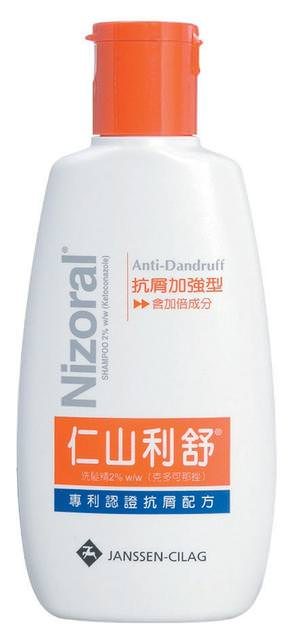 Nizoral®
SHAMPOO 2% w/w (Ketoconazole)
Anti-Dandruff
抗屑加強型
含加倍成分
仁山利舒®
洗髮精2% w/w (克多可那挫)
專利認證抗屑配方
JANSSEN-CILAG